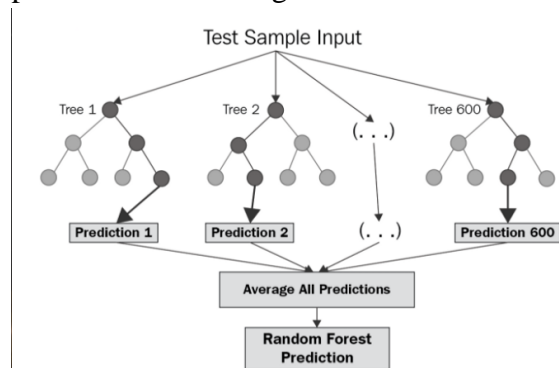 Test Sample Input
Tree 1
Tree 2
(. . .)
Tree 600
Prediction 1
Prediction 2
(. . .)
Prediction 600
Average All Predictions
Random Forest
Prediction